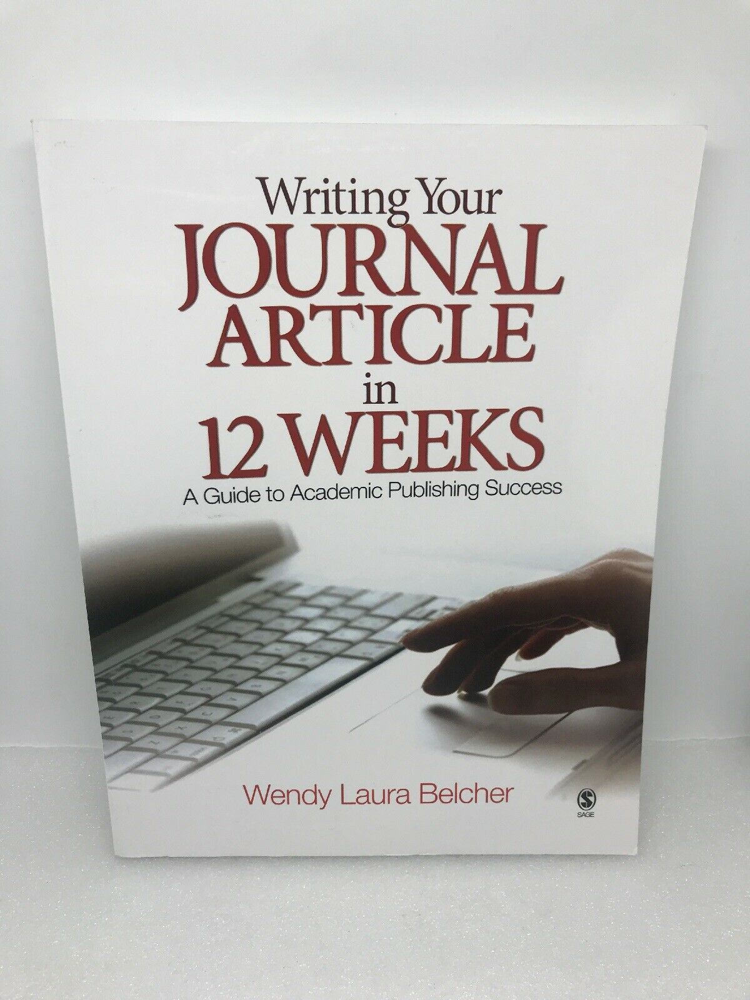 Writing Your
JOURNAL
ARTICLE
in
12 WEEKS
A Guide to Academic Publishing Success
Wendy Laura Belcher
S
SAGE